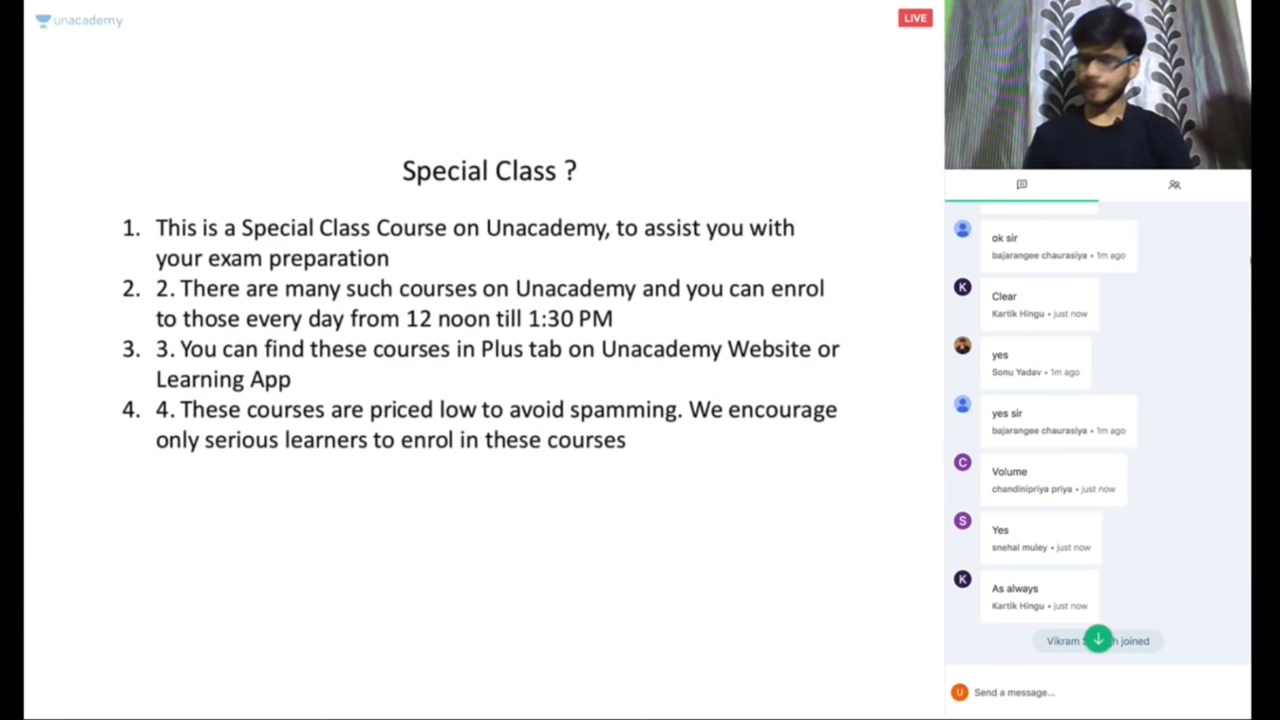 unacademy
LIVE
Special Class ?
1. This is a Special Class Course on Unacademy, to assist you with
your exam preparation
2. 2. There are many such courses on Unacademy and you can enrol
to those every day from 12 noon till 1:30 PM
3. 3. You can find these courses in Plus tab on Unacademy Website or
Learning App
4. 4. These courses are priced low to avoid spamming. We encourage
only serious learners to enrol in these courses
ok sir
bajarangee chaurasiya • 1m ago
K
Clear
Kartik Hingu • just now
yes
Sonu Yadav • 1m ago
yes sir
bajarangee chaurasiya • 1m ago
C
Volume
chandinipriya priya • just now
S
Yes
snehal muley • just now
K
As always
Kartik Hingu • just now
Vikram joined
U
Send a message...